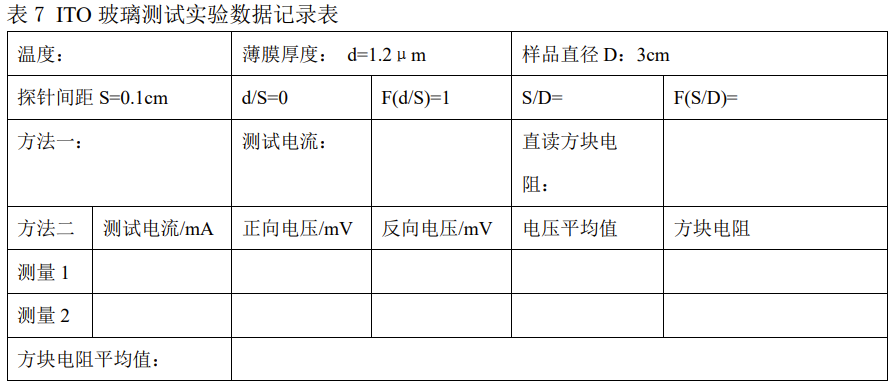 表 7 ITO 玻璃测试实验数据记录表
温度： 薄膜厚度： d=1.2μm 样品直径 D：3cm
探针间距 S=0.1cm d/S=0 F(d/S)=1 S/D= F(S/D)=
方法一： 测试电流： 直读方块电
阻：
方法二 测试电流/mA 正向电压/mV 反向电压/mV 电压平均值 方块电阻
测量 1
测量 2
方块电阻平均值：